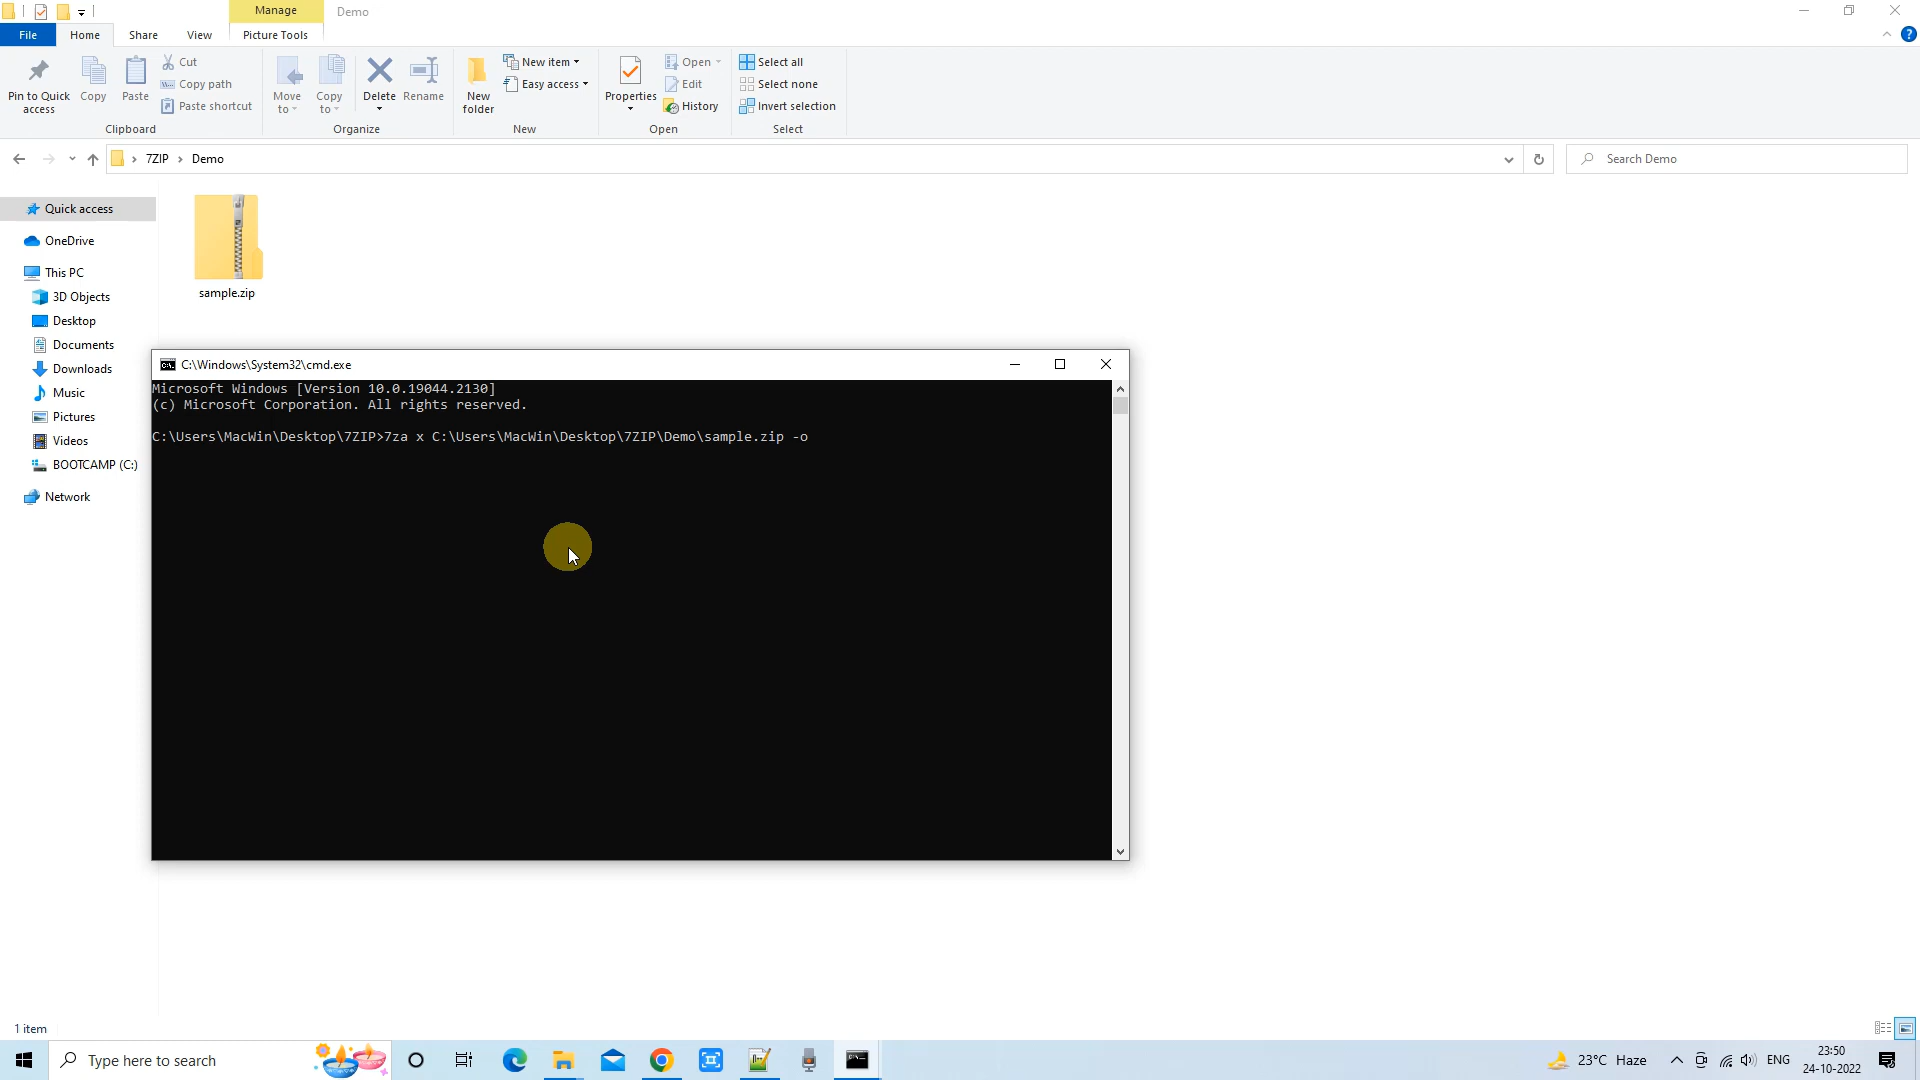 Manage
Demo
File
Home
Share
View
Picture Tools
Pin to Quick access
Copy
Paste
Cut
Copy path
Paste shortcut
Clipboard
Move to
Copy to
Delete
Rename
Organize
New folder
New item
Easy access
New
Properties
Open
Edit
History
Open
Select all
Select none
Invert selection
Select
7ZIP
Demo
Search Demo
Quick access
OneDrive
This PC
3D Objects
Desktop
Documents
Downloads
Music
Pictures
Videos
BOOTCAMP (C:)
Network
sample.zip
C:\Windows\System32\cmd.exe
Microsoft Windows [Version 10.0.19044.2130]
(c) Microsoft Corporation. All rights reserved.
C:\Users\MacWin\Desktop\7ZIP>7za x C:\Users\MacWin\Desktop\7ZIP\Demo\sample.zip -o
1 item
Type here to search
23°C Haze
ENG
23:50
24-10-2022